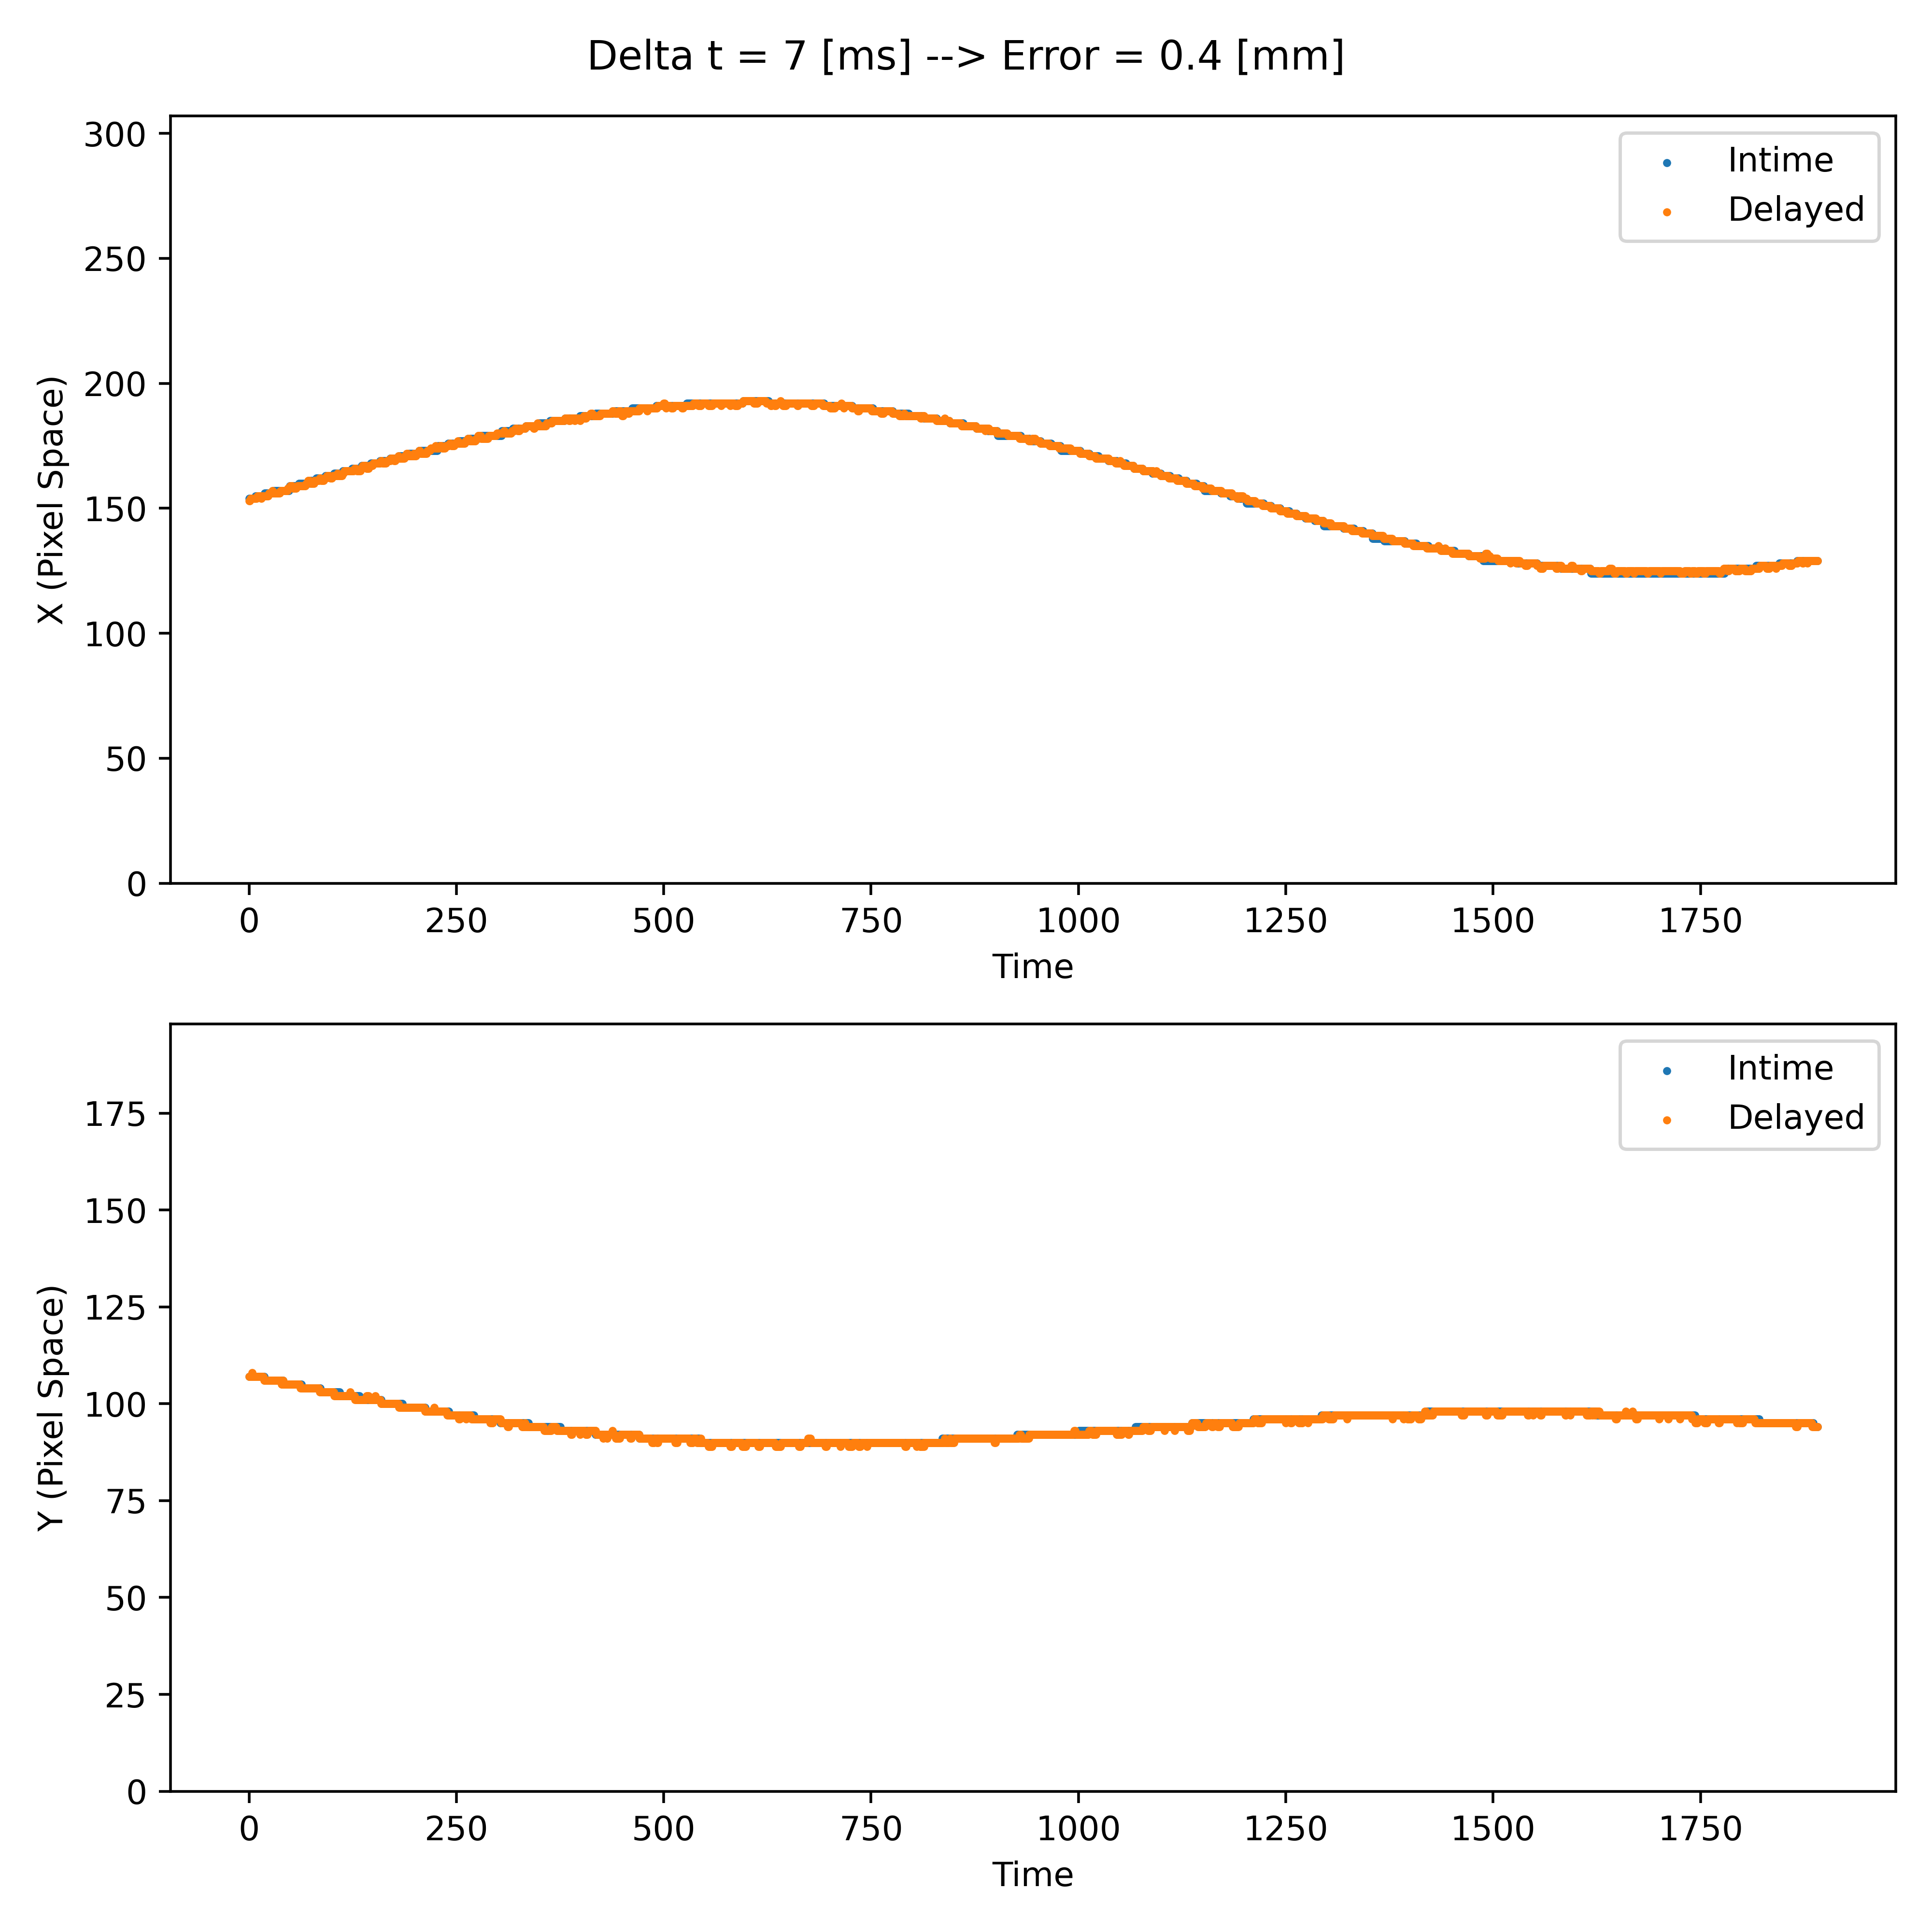 Delta t = 7 [ms] --> Error = 0.4 [mm]
X (Pixel Space)
300
250
200
150
100
50
0
Intime
Delayed
0 250 500 750 1000 1250 1500 1750
Time
Y (Pixel Space)
175
150
125
100
75
50
25
0
Intime
Delayed
0 250 500 750 1000 1250 1500 1750
Time